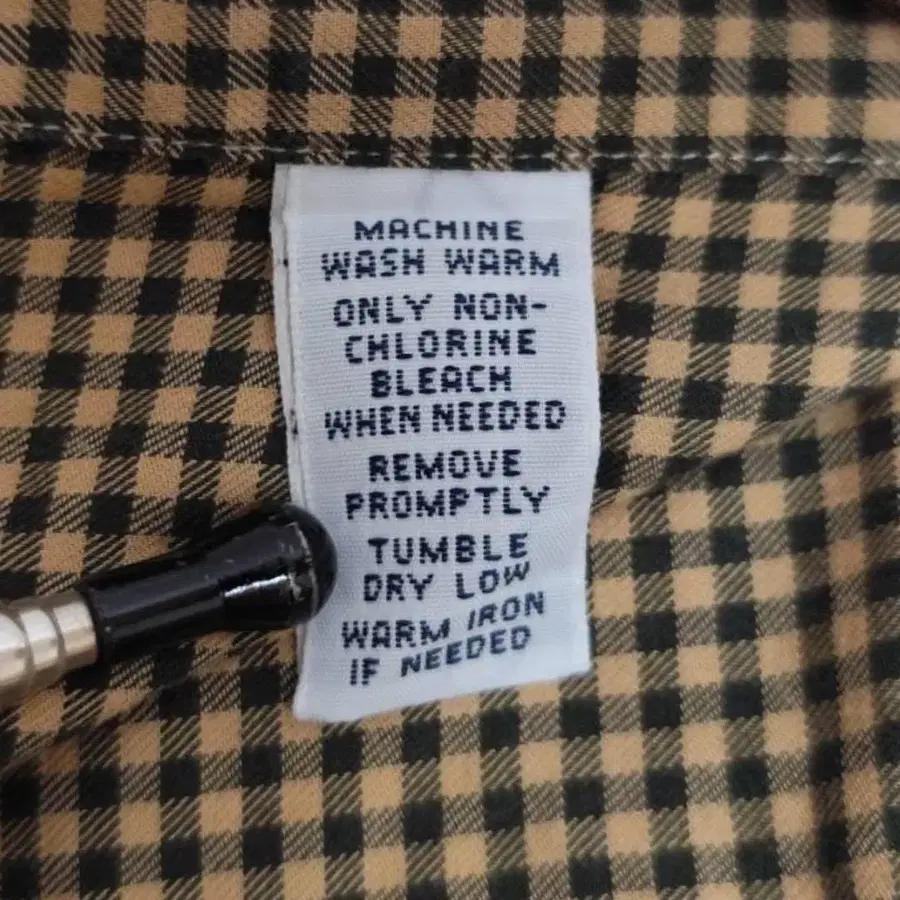 MACHINE
WASH WARM
ONLY NON-
CHLORINE
BLEACH
WHEN NEEDED
REMOVE
PROMPTLY
TUMBLE
DRY LOW
WARM IRON
IF NEEDED